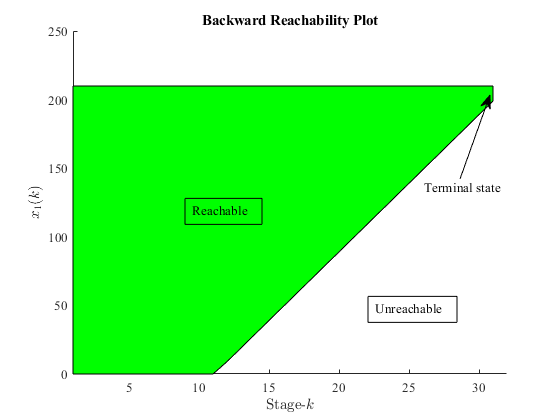 Backward Reachability Plot
250
200
150
100
50
0
x₁(k)
Terminal state
Reachable
Unreachable
5 10 15 20 25 30
Stage-k